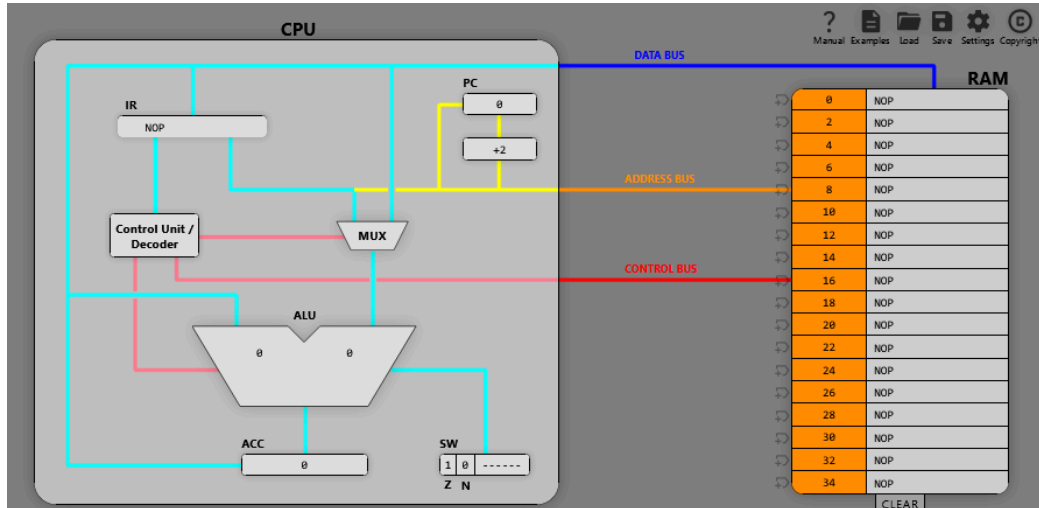 CPU
?
Manual Examples Load Save Settings Copyright
DATA BUS
RAM
PC
0
+2
IR
NOP
ADDRESS BUS
Control Unit /
Decoder
MUX
CONTROL BUS
ALU
0 0
ACC
0
SW
1 0 ------
Z N
0 NOP
2 NOP
4 NOP
6 NOP
8 NOP
10 NOP
12 NOP
14 NOP
16 NOP
18 NOP
20 NOP
22 NOP
24 NOP
26 NOP
28 NOP
30 NOP
32 NOP
34 NOP
CLEAR